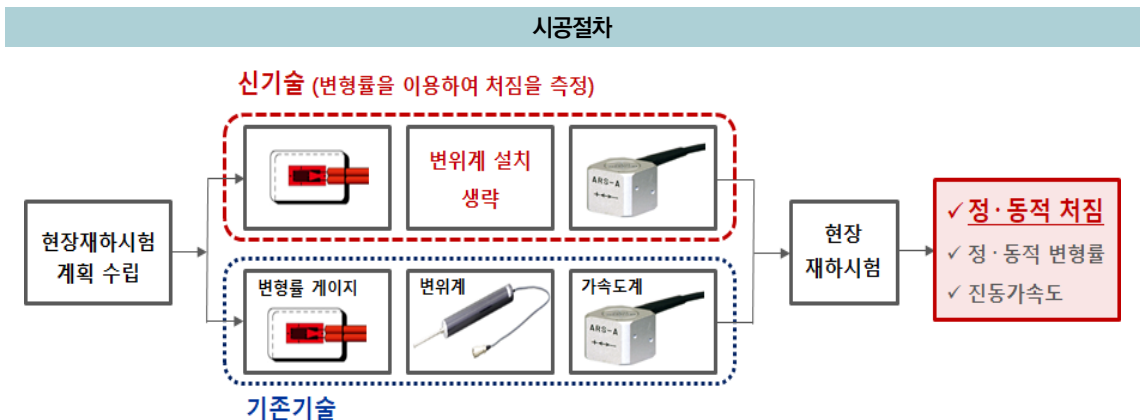 시공절차
신기술 (변형률을 이용하여 처짐을 측정)
변위계 설치
생략
ARS-A
현장재하시험
계획 수립
변형률 게이지
변위계
가속도계
ARS-A
기존기술
현장
재하시험
✓ 정·동적 처짐
✓ 정·동적 변형률
✓ 진동가속도